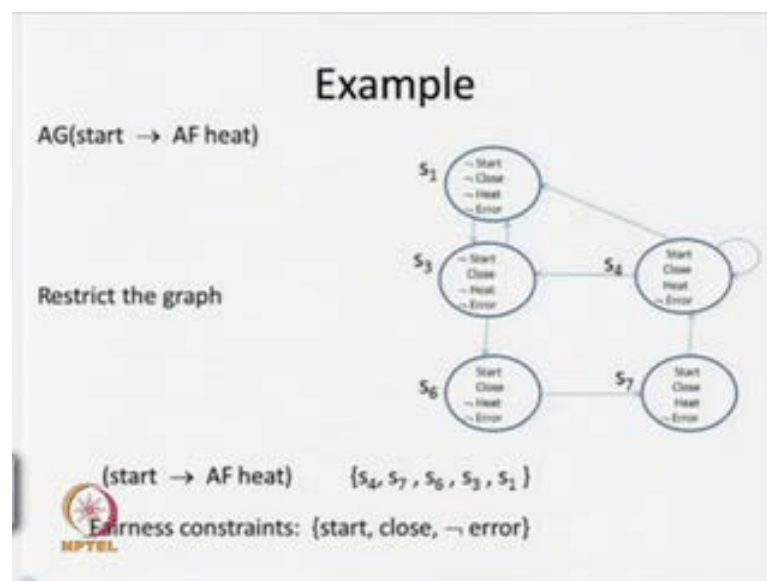 Example
AG(start → AF heat)
S1
¬ Start
¬ Close
¬ Heat
¬ Error
S3
¬ Start
Close
¬ Heat
¬ Error
S4
Start
Close
Heat
¬ Error
Restrict the graph
S6
Start
Close
¬ Heat
¬ Error
S7
Start
Close
Heat
¬ Error
(start → AF heat) {S4, S7 , S6 , S3 , S1 }
Fairness constraints: {start, close, ¬ error}
NPTEL